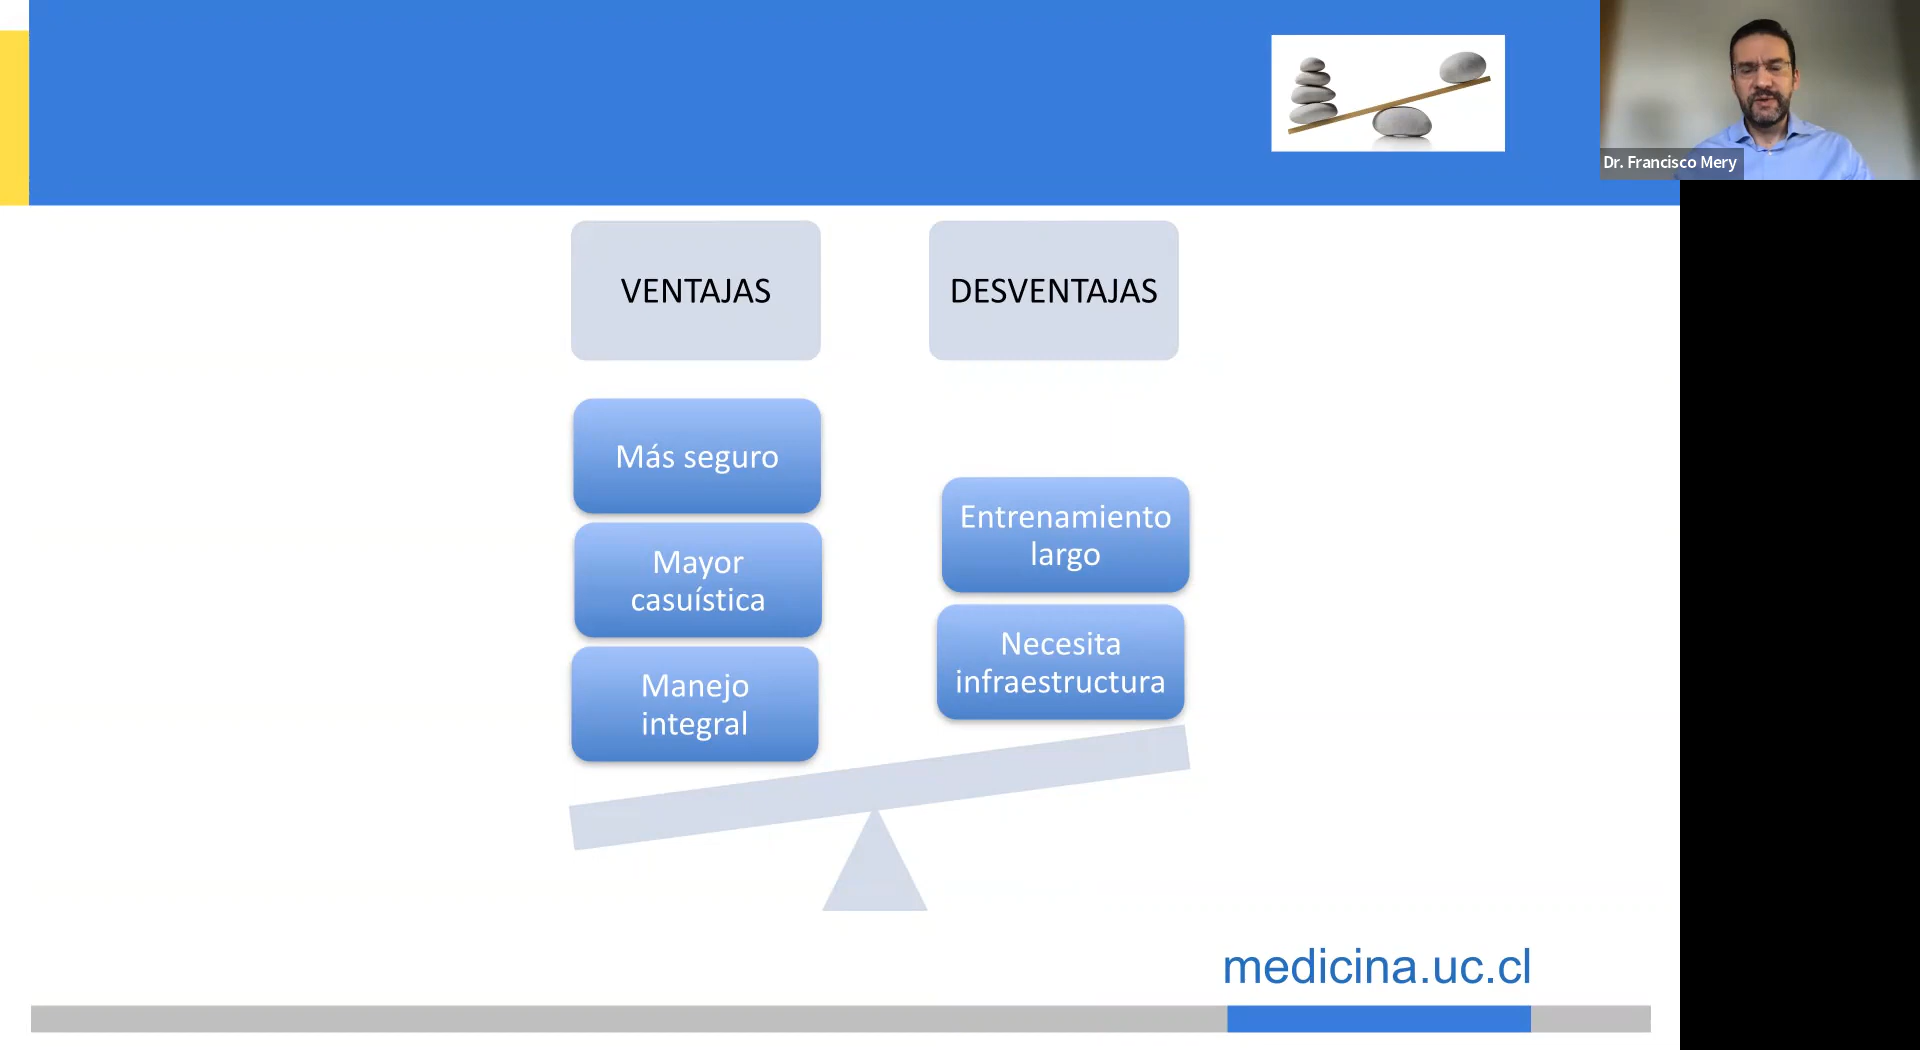 Dr. Francisco Mery
VENTAJAS
DESVENTAJAS
Más seguro
Mayor
casuística
Manejo
integral
Entrenamiento
largo
Necesita
infraestructura
medicina.uc.cl